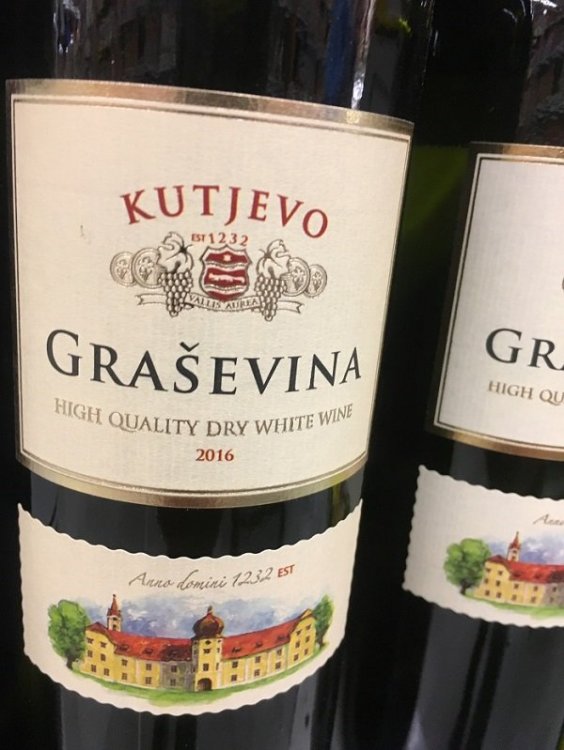 KUTJEVO
EST 1232
VALLIS AUREA
GRAŠEVINA
HIGH QUALITY DRY WHITE WINE
2016
Anno domini 1232 EST
GRA
HIGH QU
Anno